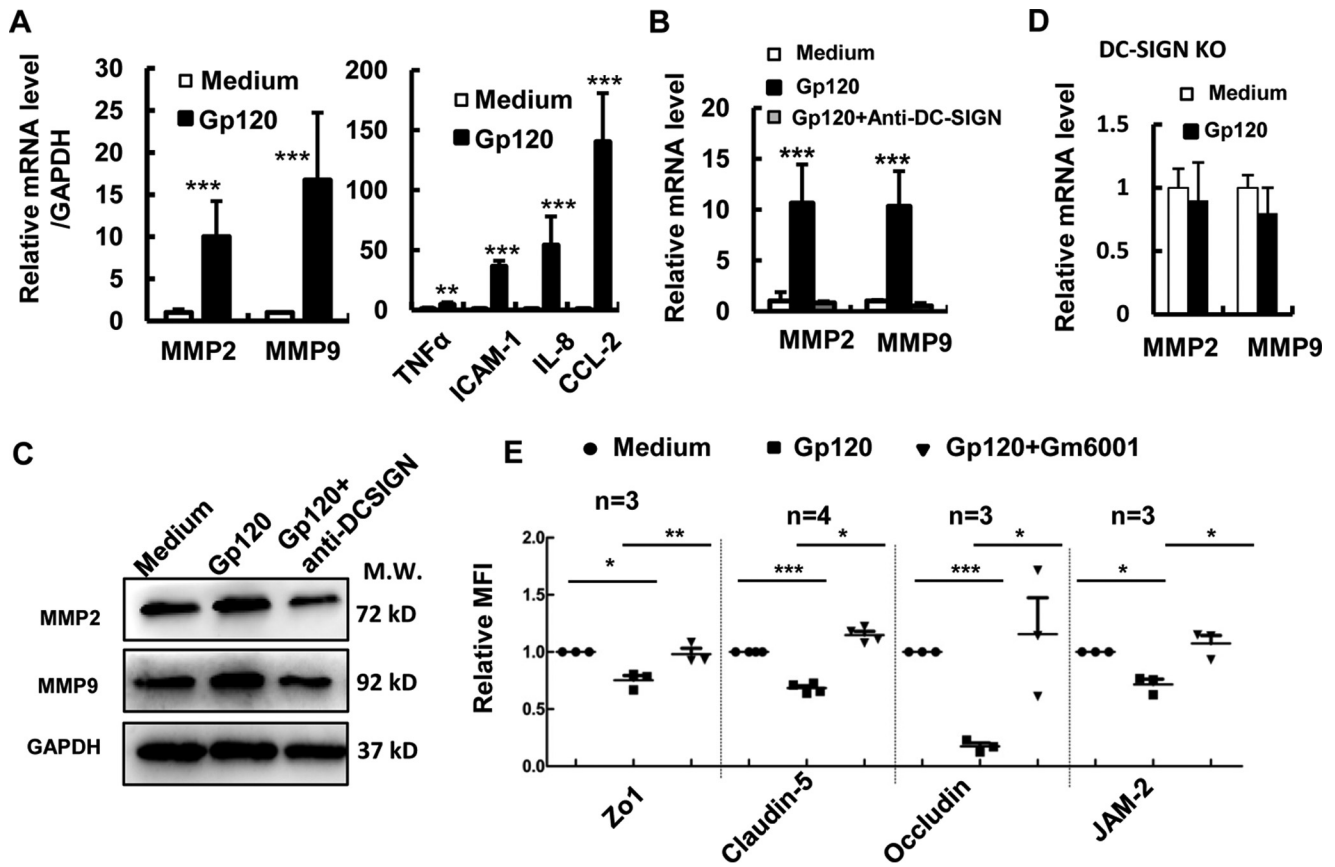 A
Relative mRNA level
/GAPDH
30
25
20
15
10
5
0
Medium
Gp120
***
***
MMP2
MMP9
200
150
100
50
0
Medium
Gp120
**
***
***
***
TNFα
ICAM-1
IL-8
CCL-2
B
Medium
Gp120
Gp120+Anti-DC-SIGN
Relative mRNA level
20
15
10
5
0
***
***
MMP2
MMP9
D
DC-SIGN KO
Medium
Gp120
Relative mRNA level
1.5
1
0.5
0
MMP2
MMP9
C
Medium
Gp120
Gp120+
anti-DCSIGN
M.W.
MMP2
72 kD
MMP9
92 kD
GAPDH
37 kD
E
Medium
Gp120
Gp120+Gm6001
n=3
n=4
n=3
n=3
Relative MFI
2.0
1.5
1.0
0.5
0.0
*
**
***
*
***
*
*
*
Zo1
Claudin-5
Occludin
JAM-2